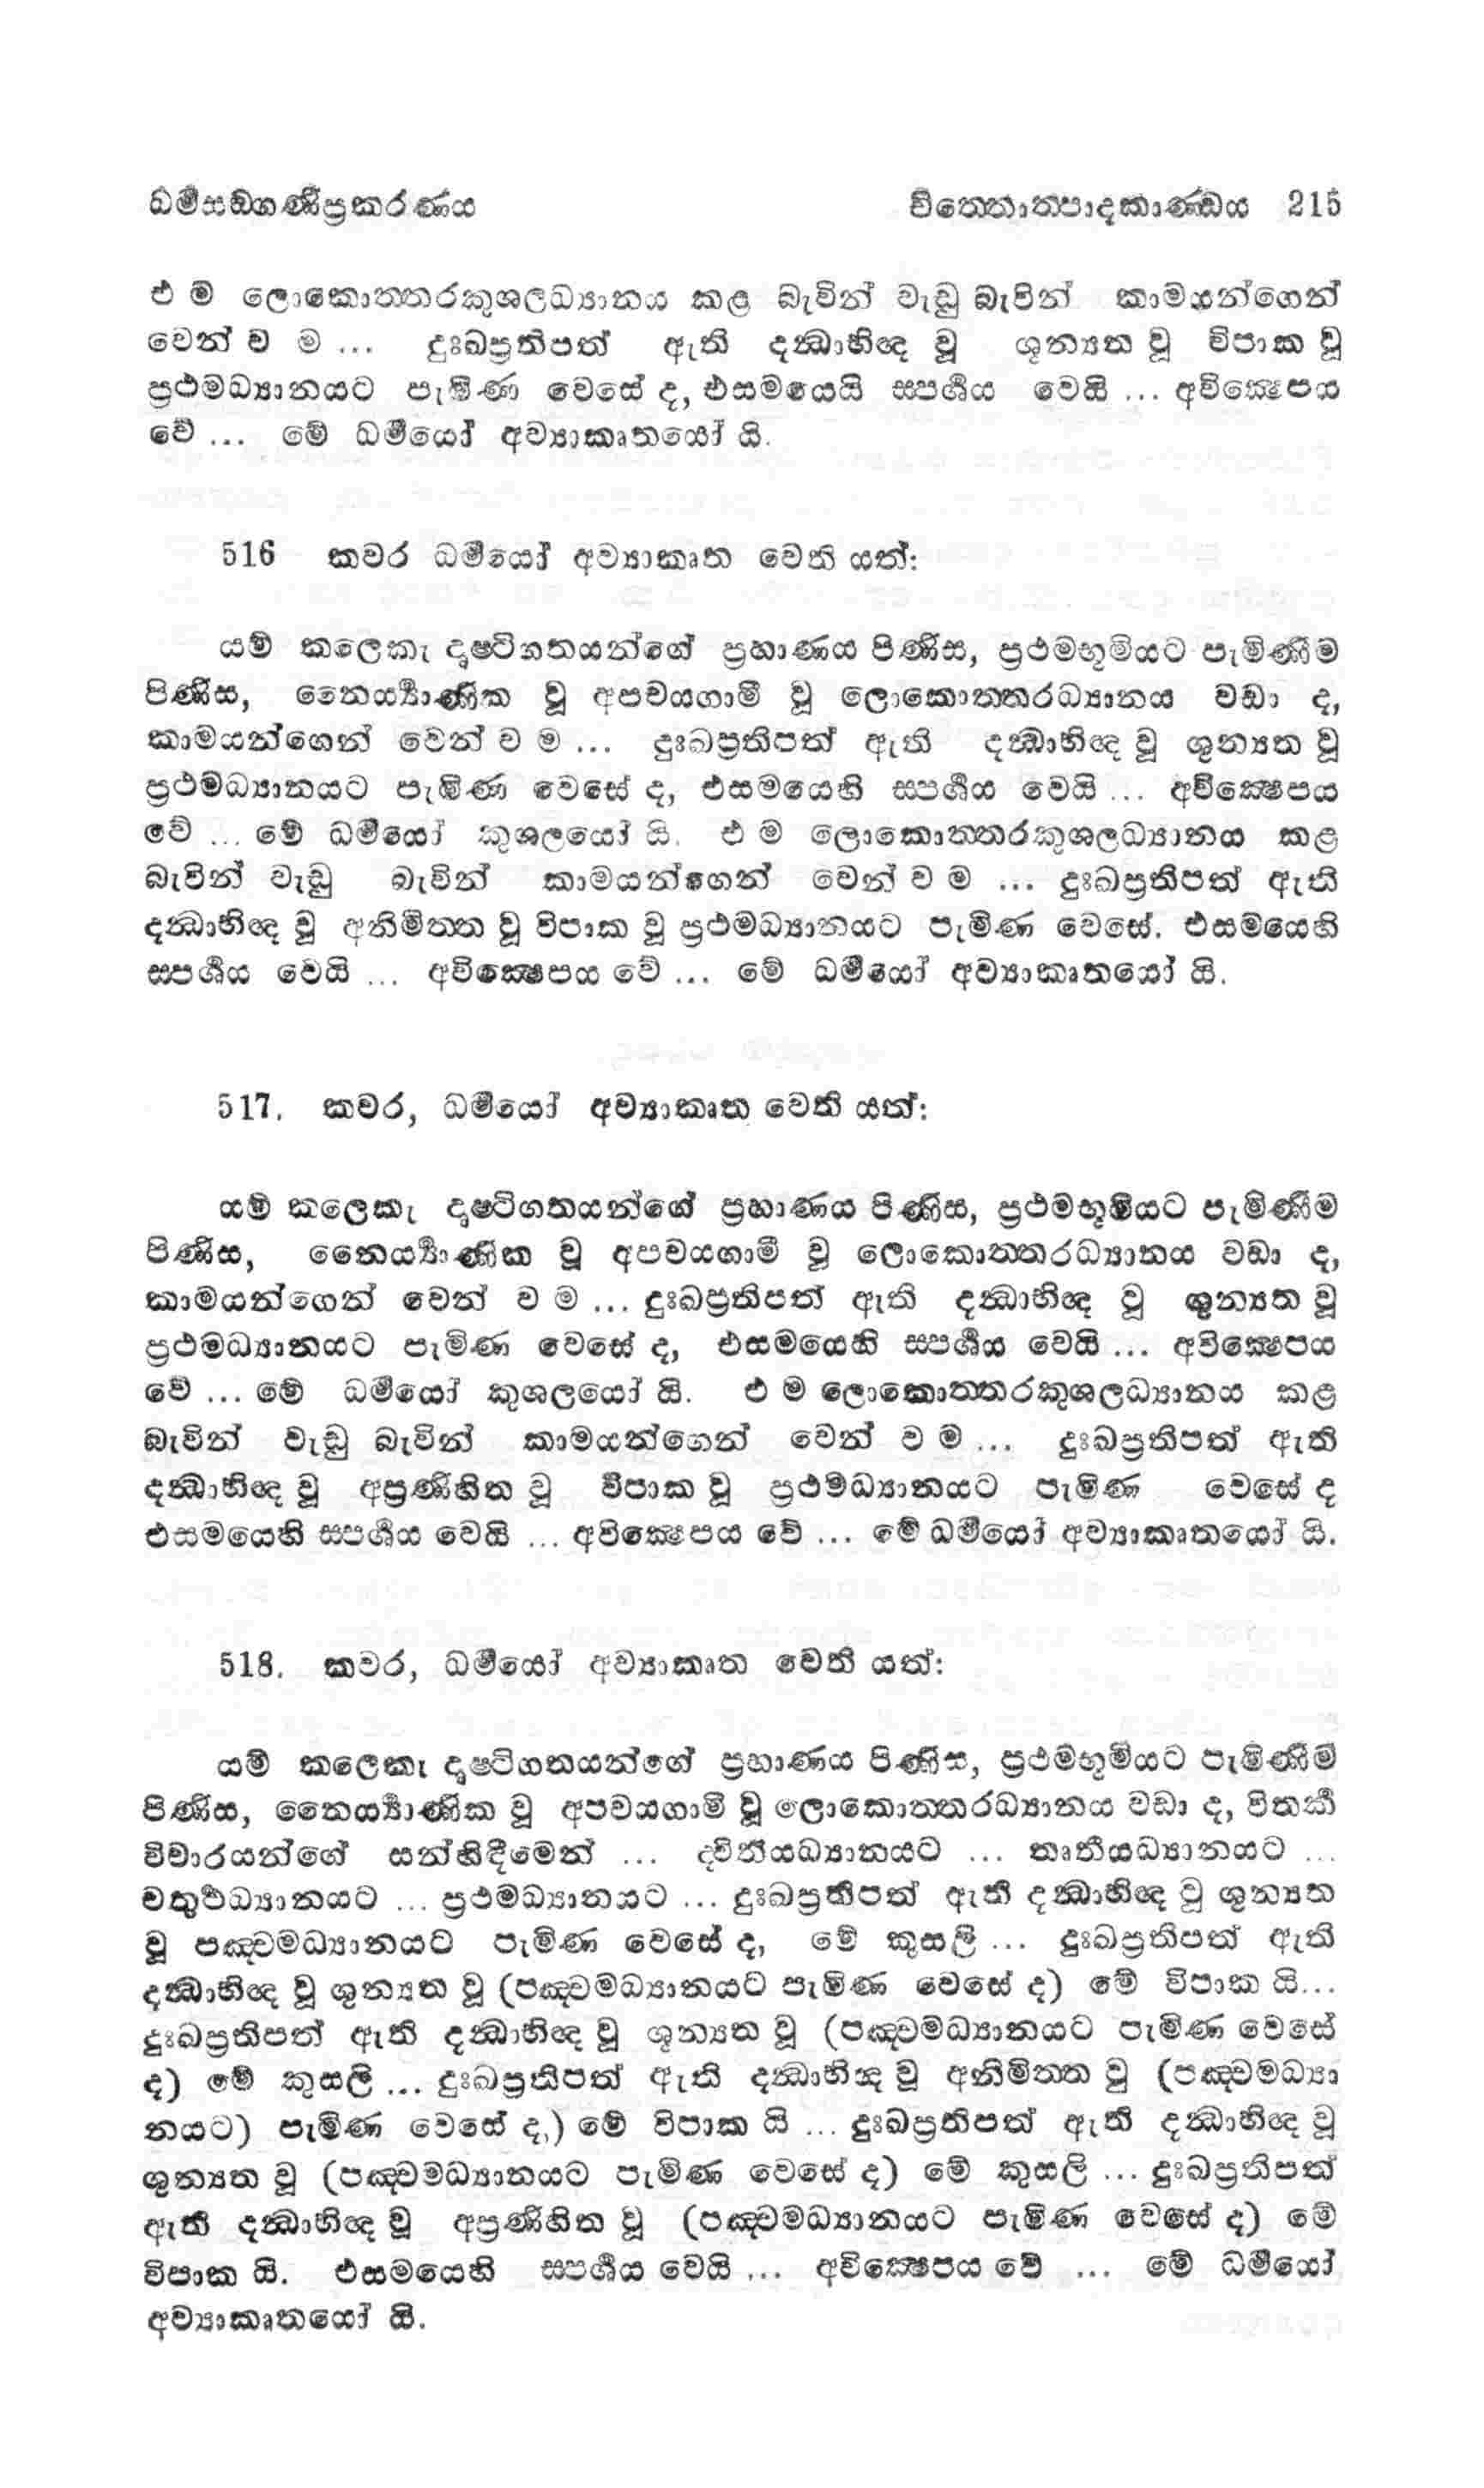 ධර්‍මසඞ්ගණීප්‍රකරණය චිත්තොත්පාදකාණ්ඩය 215
එ ම ලොකොත්තරකුශලධ්‍යානය කළ බැවින් වැඩු බැවින් කාමයන්ගෙන්
වෙන් ව ම ... දුඃඛප්‍රතිපත් ඇති දන්‍ධාභිඥ වූ ශූන්‍යත වූ විපාක වූ
ප්‍රථමධ්‍යානයට පැමිණ වෙසේ ද, එසමයෙයි ස්පර්‍ශය වෙයි ... අවික්‍ෂෙපය
වේ ... මේ ධර්‍මයෝ අව්‍යාකෘතයෝ යි.
516 කවර ධර්‍මයෝ අව්‍යාකෘත වෙති යත්:
යම් කලෙකැ දෘෂ්ටිගතයන්ගේ ප්‍රහාණය පිණිස, ප්‍රථමභූමියට පැමිණීම
පිණිස, නෛර්‍ය්‍යාණික වූ අපචයගාමී වූ ලොකොත්තරධ්‍යානය වඩා ද,
කාමයන්ගෙන් වෙන් ව ම ... දුඃඛප්‍රතිපත් ඇති දන්‍ධාභිඥ වූ ශුන්‍යත වූ
ප්‍රථමධ්‍යානයට පැමිණ වෙසේ ද, එසමයෙහි ස්පර්‍ශය වෙයි ... අවික්‍ෂෙපය
වේ ... මේ ධර්‍මයෝ කුශලයෝ යි. එ ම ලොකොත්තරකුශලධ්‍යානය කළ
බැවින් වැඩු බැවින් කාමයන්ගෙන් වෙන් ව ම ... දුඃඛප්‍රතිපත් ඇති
දන්‍ධාභිඥ වූ අනිමිත්ත වූ විපාක වූ ප්‍රථමධ්‍යානයට පැමිණ වෙසේ. එසමයෙහි
ස්පර්‍ශය වෙයි ... අවික්‍ෂෙපය වේ ... මේ ධර්‍මයෝ අව්‍යාකෘතයෝ යි.
517. කවර, ධර්‍මයෝ අව්‍යාකෘත වෙති යත්:
යම් කලෙකැ දෘෂ්ටිගතයන්ගේ ප්‍රහාණය පිණිස, ප්‍රථමභූමියට පැමිණීම
පිණිස, නෛර්‍ය්‍යාණික වූ අපචයගාමී වූ ලොකොත්තරධ්‍යානය වඩා ද,
කාමයන්ගෙන් වෙන් ව ම ... දුඃඛප්‍රතිපත් ඇති දන්‍ධාභිඥ වූ ශුන්‍යත වූ
ප්‍රථමධ්‍යානයට පැමිණ වෙසේ ද, එසමයෙහි ස්පර්‍ශය වෙයි ... අවික්‍ෂෙපය
වේ ... මේ ධර්‍මයෝ කුශලයෝ යි. එ ම ලොකොත්තරකුශලධ්‍යානය කළ
බැවින් වැඩු බැවින් කාමයන්ගෙන් වෙන් ව ම ... දුඃඛප්‍රතිපත් ඇති
දන්‍ධාභිඥ වූ අප්‍රණිහිත වූ විපාක වූ ප්‍රථමධ්‍යානයට පැමිණ වෙසේ ද
එසමයෙහි ස්පර්‍ශය වෙයි ... අවික්‍ෂෙපය වේ ... මේ ධර්‍මයෝ අව්‍යාකෘතයෝ යි.
518. කවර, ධර්‍මයෝ අව්‍යාකෘත වෙති යත්:
යම් කලෙකැ දෘෂ්ටිගතයන්ගේ ප්‍රහාණය පිණිස, ප්‍රථමභූමියට පැමිණීම
පිණිස, නෛර්‍ය්‍යාණික වූ අපචයගාමී වූ ලොකොත්තරධ්‍යානය වඩා ද, විතර්‍ක
විචාරයන්ගේ සන්හිඳීමෙන් ... ද්විතීයධ්‍යානයට ... තෘතීයධ්‍යානයට ...
චතුර්‍ථධ්‍යානයට ... ප්‍රථමධ්‍යානයට ... දුඃඛප්‍රතිපත් ඇති දන්‍ධාභිඥ වූ ශුන්‍යත
වූ පඤ්චමධ්‍යානයට පැමිණ වෙසේ ද, මේ කුසලි ... දුඃඛප්‍රතිපත් ඇති
දන්‍ධාභිඥ වූ ශුන්‍යත වූ (පඤ්චමධ්‍යානයට පැමිණ වෙසේ ද) මේ විපාක යි...
දුඃඛප්‍රතිපත් ඇති දන්‍ධාභිඥ වූ ශූන්‍යත වූ (පඤ්චමධ්‍යානයට පැමිණ වෙසේ
ද) මේ කුසලි ... දුඃඛප්‍රතිපත් ඇති දන්‍ධාභිඥ වූ අනිමිත්ත වු (පඤ්චමධ්‍යා
නයට) පැමිණ වෙසේ ද,) මේ විපාක යි ... දුඃඛප්‍රතිපත් ඇති දන්‍ධාභිඥ වූ
ශුන්‍යත වූ (පඤ්චමධ්‍යානයට පැමිණ වෙසේ ද) මේ කුසලි ... දුඃඛප්‍රතිපත්
ඇති දන්‍ධාභිඥ වූ අප්‍රණිහිත වූ (පඤ්චමධ්‍යානයට පැමිණ වෙසේ ද) මේ
විපාක යි. එසමයෙහි ස්පර්‍ශය වෙයි ... අවික්‍ෂෙපය වේ ... මේ ධර්‍මයෝ
අව්‍යාකෘතයෝ යි.